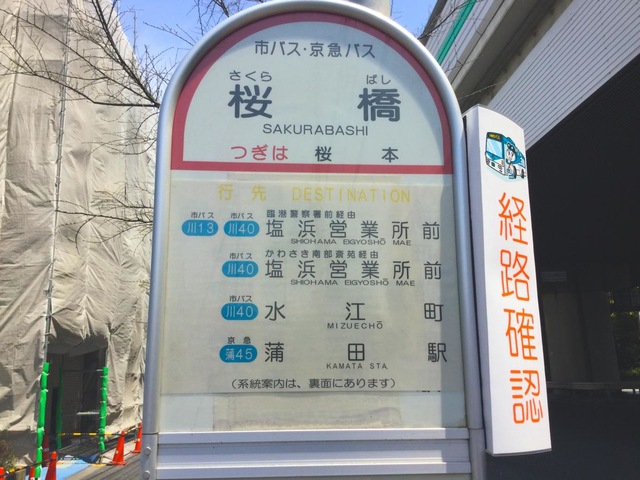 市バス・京急バス
さくら ばし
桜 橋
SAKURABASHI
つぎは 桜 本
行先 DESTINATION
市バス 市バス 臨港警察署前経由
川13 川40 塩浜営業所前
SHIOHAMA EIGYOSHŌ MAE
市バス かわさき南部斎苑経由
川40 塩浜営業所前
SHIOHAMA EIGYOSHŌ MAE
市バス
川40 水江町
MIZUECHŌ
京急
蒲45 蒲田駅
KAMATA STA.
(系統案内は、裏面にあります)
経路確認